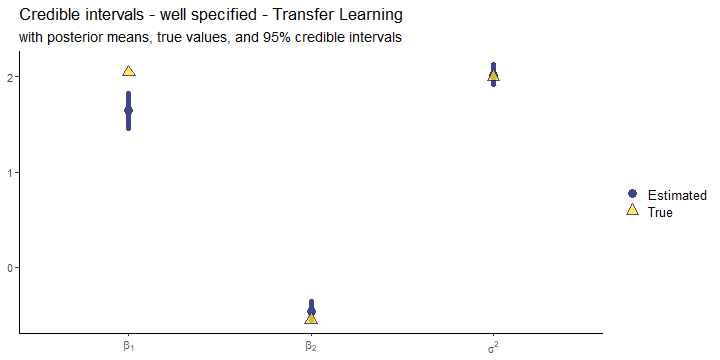 Credible intervals - well specified - Transfer Learning
with posterior means, true values, and 95% credible intervals
2
1
0
β₁
β₂
σ²
Estimated
True